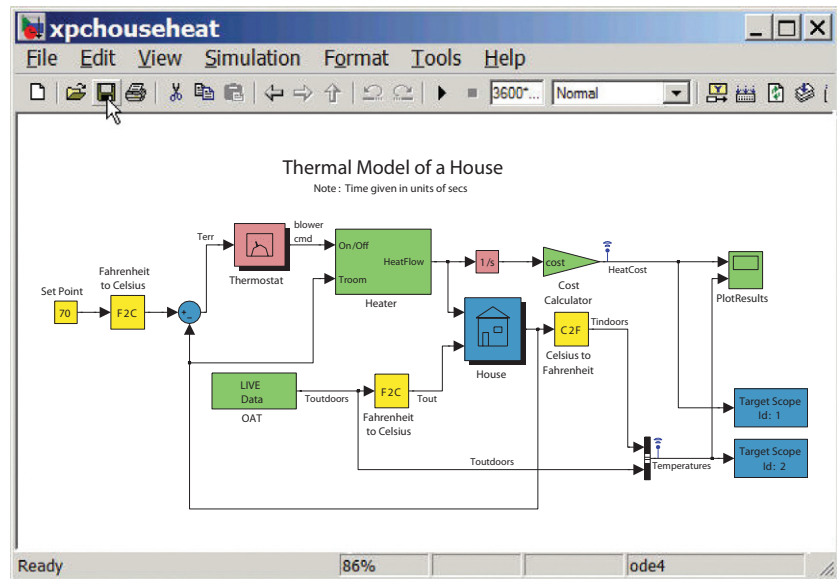 xpchouseheat
File Edit View Simulation Format Tools Help
3600*... Normal
Thermal Model of a House
Note : Time given in units of secs
Set Point
70
Fahrenheit
to Celsius
F2C
+
-
Terr
Thermostat
blower
cmd
On/Off
HeatFlow
Troom
Heater
1/s
cost
Cost
Calculator
HeatCost
PlotResults
House
C2F
Tindoors
Celsius to
Fahrenheit
LIVE
Data
OAT
Toutdoors
F2C
Tout
Fahrenheit
to Celsius
Toutdoors
Temperatures
Target Scope
Id: 1
Target Scope
Id: 2
Ready 86% ode4